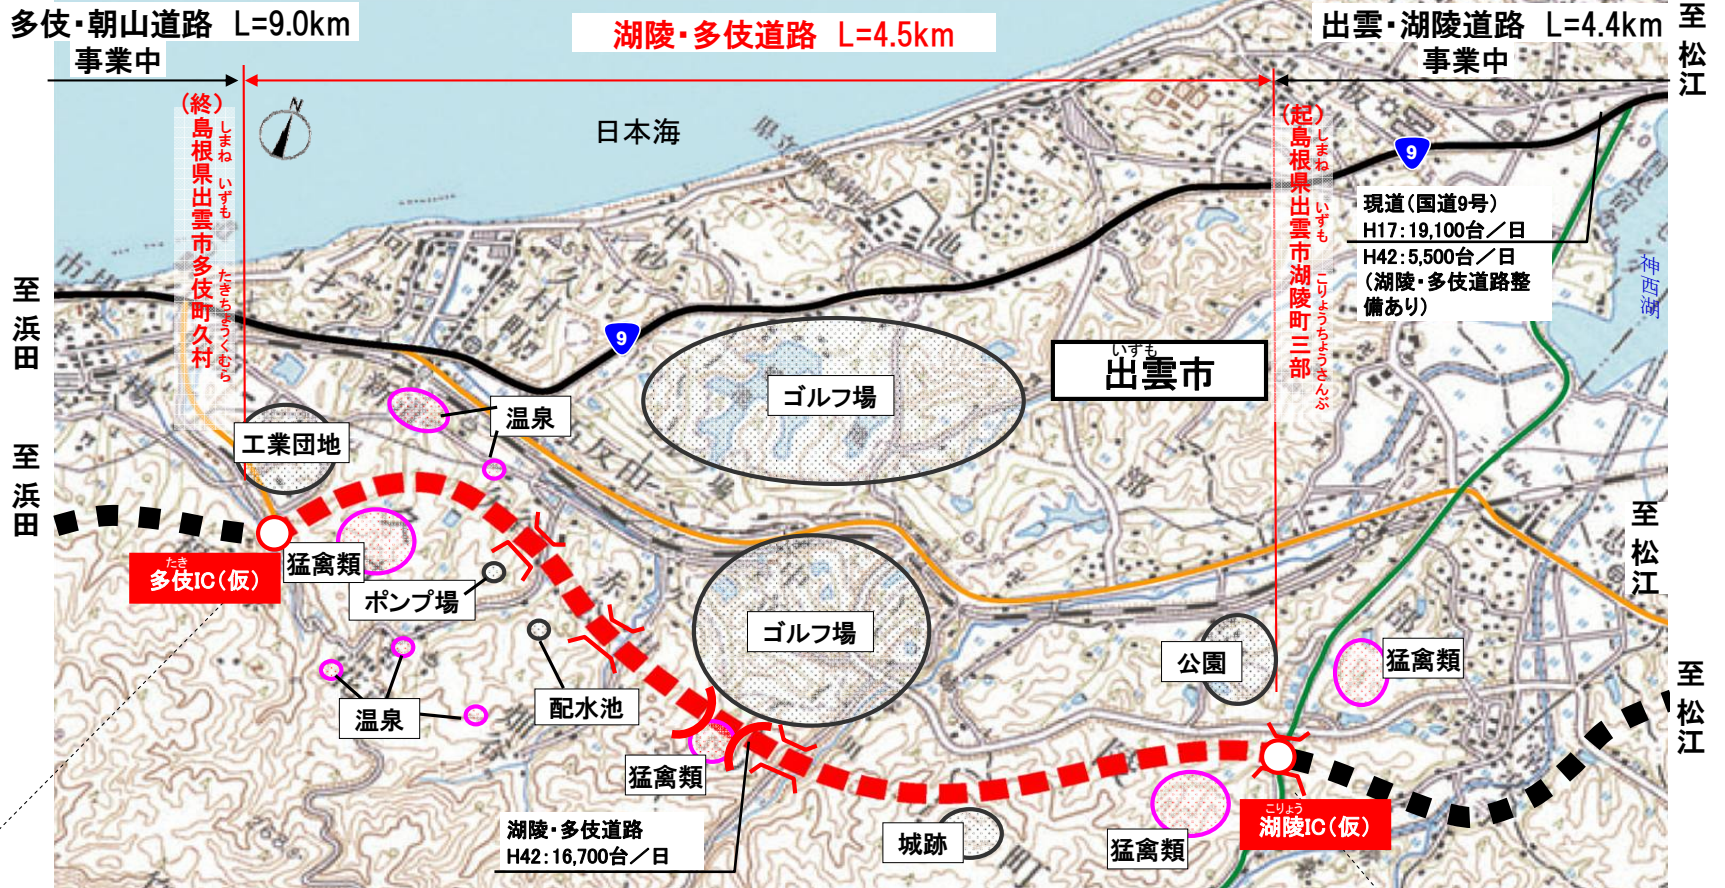 多伎・朝山道路 L=9.0km
事業中
湖陵・多伎道路 L=4.5km
出雲・湖陵道路 L=4.4km
事業中
至松江
(終)島根県出雲市多伎町久村
しまね いずも たきちょうくむら
N
日本海
(起)島根県出雲市湖陵町三部
しまね いずも こりょうちょうさんぶ
9
現道(国道9号)
H17:19,100台/日
H42:5,500台/日
(湖陵・多伎道路整
備あり)
神西湖
至浜田
9
いずも
出雲市
ゴルフ場
温泉
工業団地
至浜田
至松江
猛禽類
たき
多伎IC(仮)
ポンプ場
ゴルフ場
公園
猛禽類
至松江
配水池
温泉
猛禽類
湖陵・多伎道路
H42:16,700台/日
城跡
猛禽類
こりょう
湖陵IC(仮)